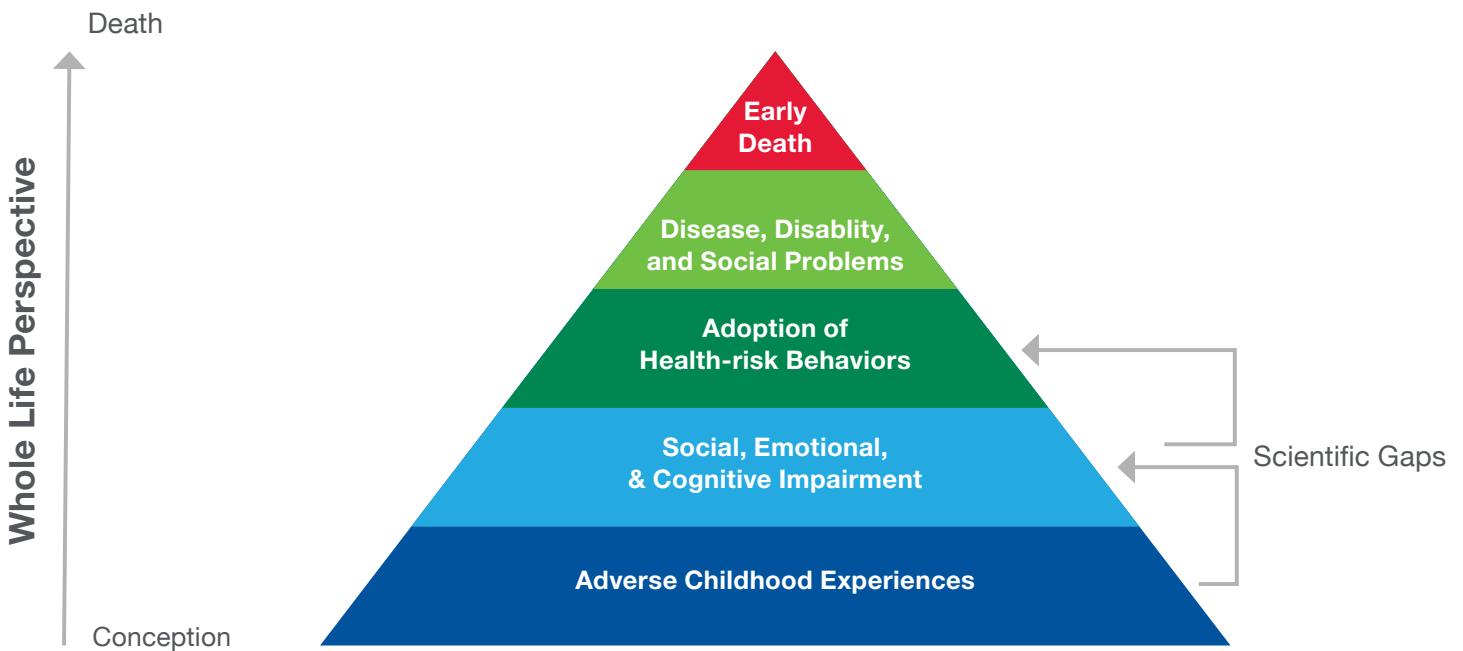 Death
Whole Life Perspective
Conception
Early
Death
Disease, Disablity,
and Social Problems
Adoption of
Health-risk Behaviors
Social, Emotional,
& Cognitive Impairment
Adverse Childhood Experiences
Scientific Gaps